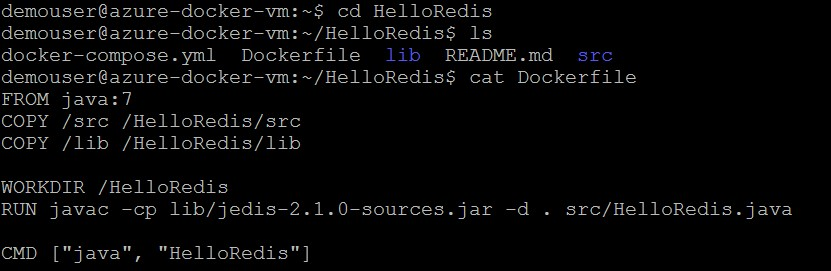 demouser@azure-docker-vm:~$ cd HelloRedis
demouser@azure-docker-vm:~/HelloRedis$ ls
docker-compose.yml  Dockerfile  lib  README.md  src
demouser@azure-docker-vm:~/HelloRedis$ cat Dockerfile
FROM java:7
COPY /src /HelloRedis/src
COPY /lib /HelloRedis/lib
WORKDIR /HelloRedis
RUN javac -cp lib/jedis-2.1.0-sources.jar -d . src/HelloRedis.java
CMD ["java", "HelloRedis"]